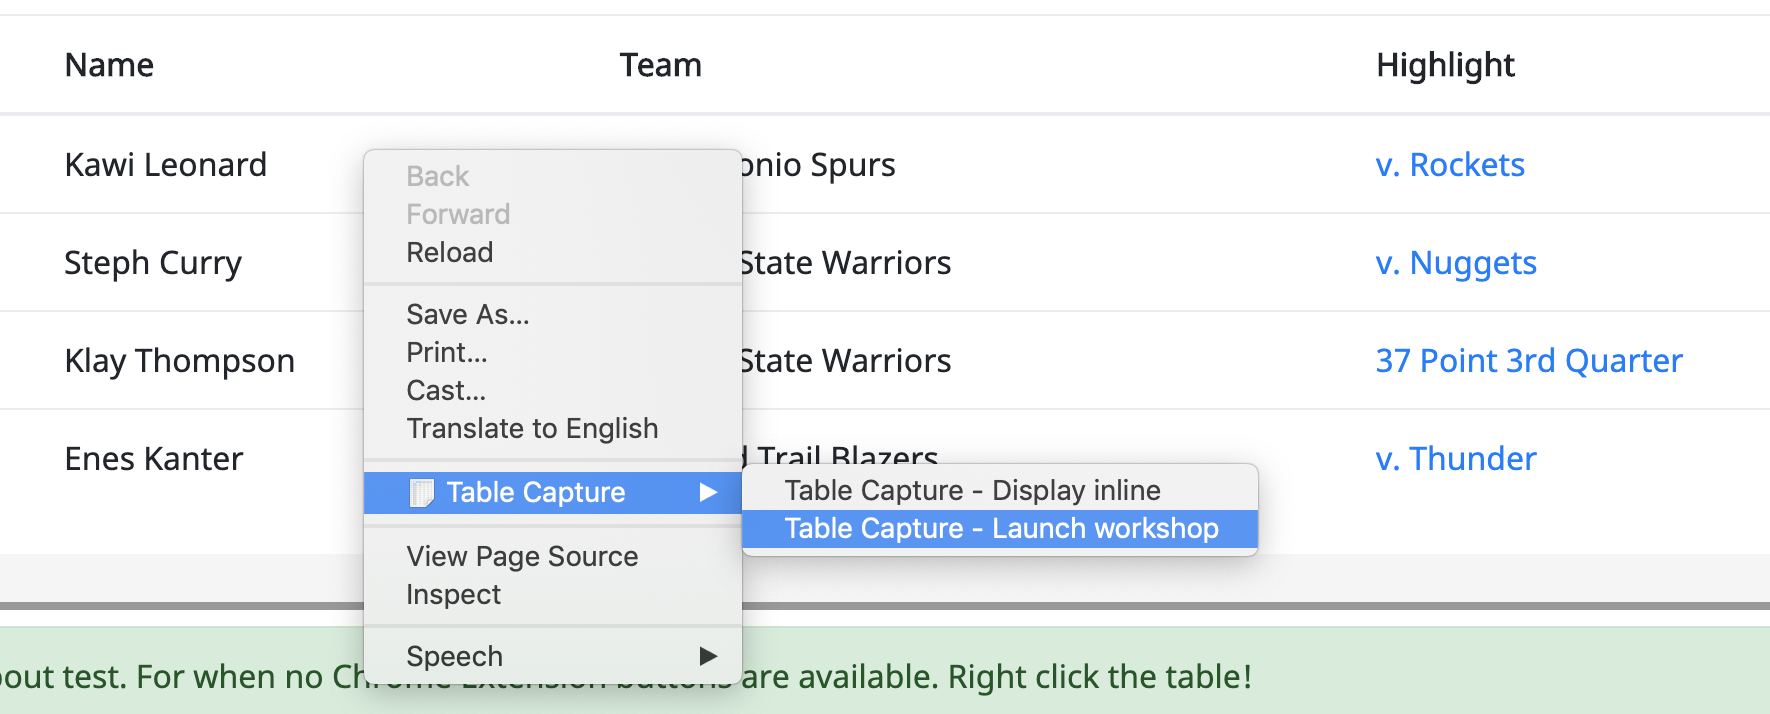 Name Team Highlight
Kawi Leonard onio Spurs v. Rockets
Steph Curry State Warriors v. Nuggets
Klay Thompson State Warriors 37 Point 3rd Quarter
Enes Kanter d Trail Blazers v. Thunder
Back
Forward
Reload
Save As...
Print...
Cast...
Translate to English
Table Capture
Table Capture - Display inline
Table Capture - Launch workshop
View Page Source
Inspect
Speech
out test. For when no Chrome Extension buttons are available. Right click the table!